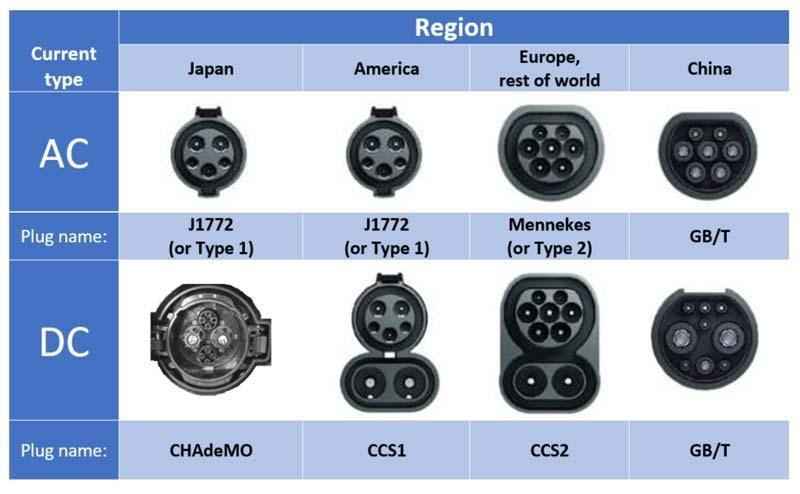 Region
Current
type
Japan
America
Europe,
rest of world
China
AC
Plug name:
J1772
(or Type 1)
J1772
(or Type 1)
Mennekes
(or Type 2)
GB/T
DC
Plug name:
CHAdeMO
CCS1
CCS2
GB/T